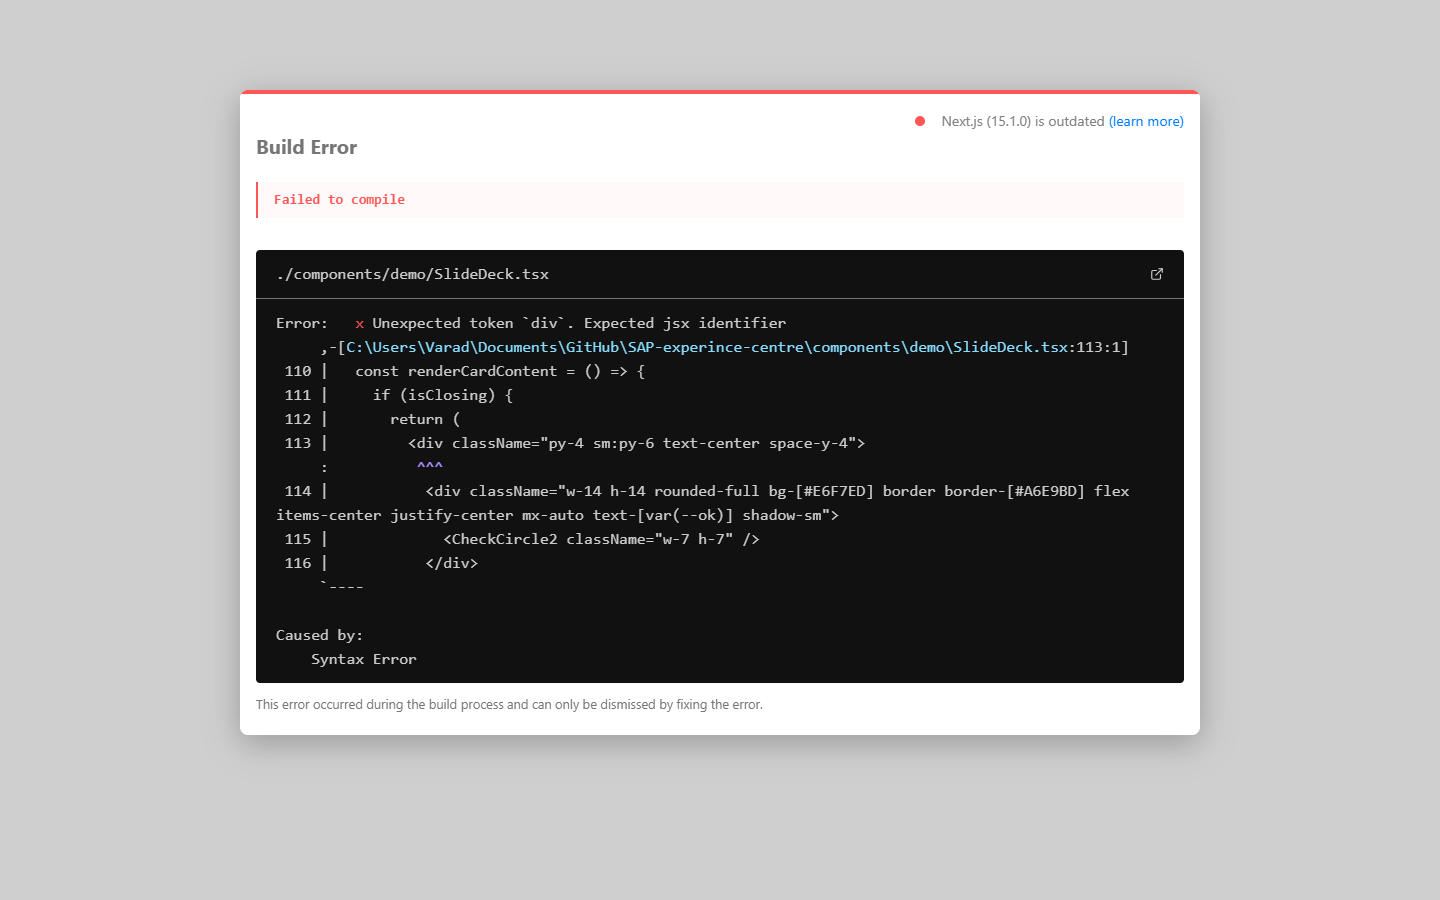 Next.js (15.1.0) is outdated (learn more)
Build Error
Failed to compile
./components/demo/SlideDeck.tsx
Error:   x Unexpected token `div`. Expected jsx identifier
     ,-[C:\Users\Varad\Documents\GitHub\SAP-experince-centre\components\demo\SlideDeck.tsx:113:1]
 110 |   const renderCardContent = () => {
 111 |     if (isClosing) {
 112 |       return (
 113 |         <div className="py-4 sm:py-6 text-center space-y-4">
     :          ^^^
 114 |           <div className="w-14 h-14 rounded-full bg-[#E6F7ED] border border-[#A6E9BD] flex
items-center justify-center mx-auto text-[var(--ok)] shadow-sm">
 115 |             <CheckCircle2 className="w-7 h-7" />
 116 |           </div>
     `----
Caused by:
    Syntax Error
This error occurred during the build process and can only be dismissed by fixing the error.